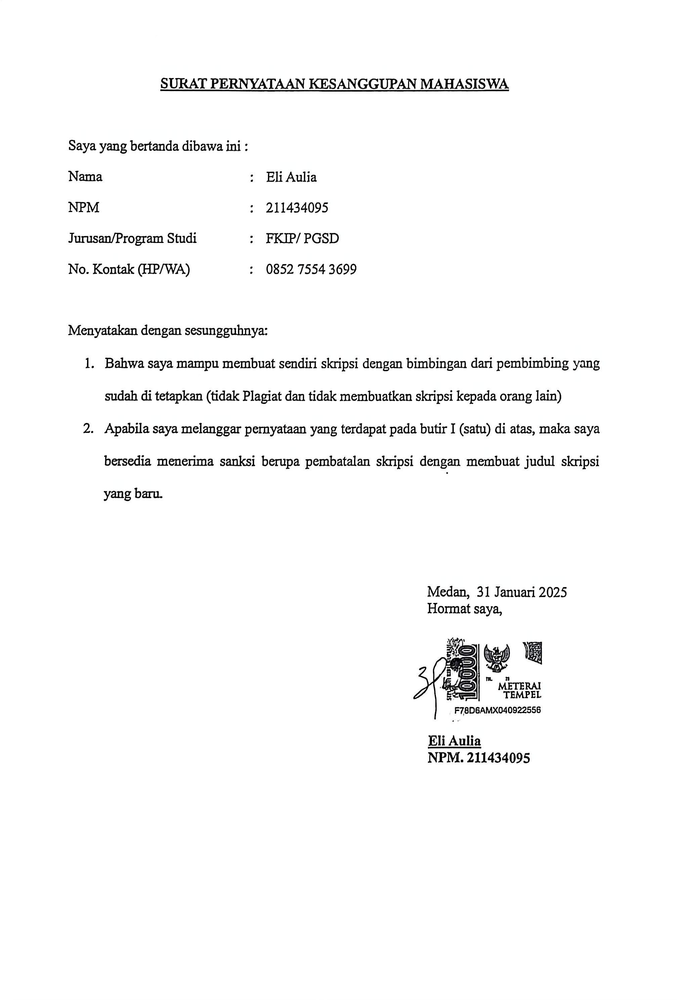 SURAT PERNYATAAN KESANGGUPAN MAHASISWA
Saya yang bertanda dibawa ini :
Nama : Eli Aulia
NPM : 211434095
Jurusan/Program Studi : FKIP/ PGSD
No. Kontak (HP/WA) : 0852 7554 3699
Menyatakan dengan sesungguhnya:
1. Bahwa saya mampu membuat sendiri skripsi dengan bimbingan dari pembimbing yang
sudah di tetapkan (tidak Plagiat dan tidak membuatkan skripsi kepada orang lain)
2. Apabila saya melanggar pernyataan yang terdapat pada butir I (satu) di atas, maka saya
bersedia menerima sanksi berupa pembatalan skripsi dengan membuat judul skripsi
yang baru.
Medan, 31 Januari 2025
Hormat saya,
10000
METERAI
TEMPEL
F78D6AMX040922556
Eli Aulia
NPM. 211434095